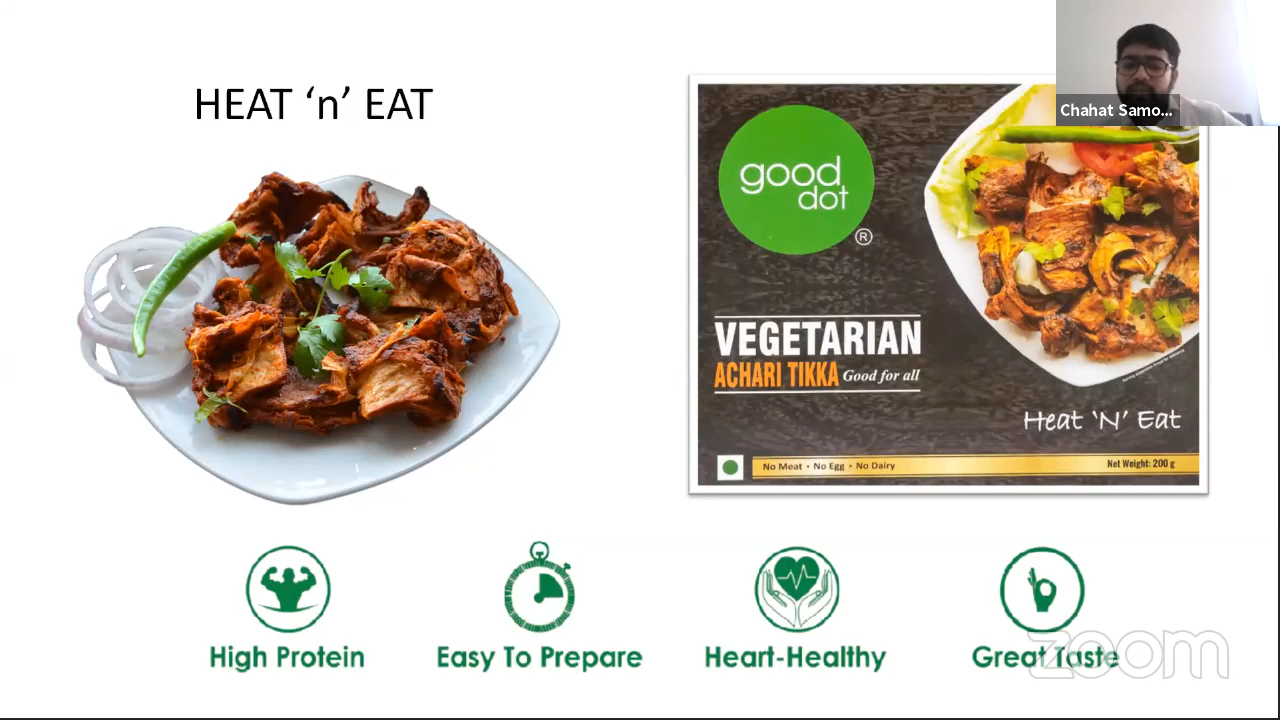 HEAT ‘n’ EAT
Chahat Samo...
good
dot
®
VEGETARIAN
ACHARI TIKKA Good for all
Heat ‘N’ Eat
No Meat • No Egg • No Dairy
Net Weight: 200 g
High Protein
Easy To Prepare
Heart-Healthy
Great Taste
zoom